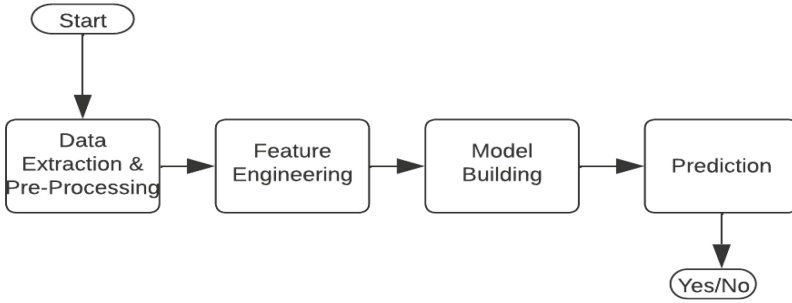 Start
Data
Extraction &
Pre-Processing
Feature
Engineering
Model
Building
Prediction
Yes/No